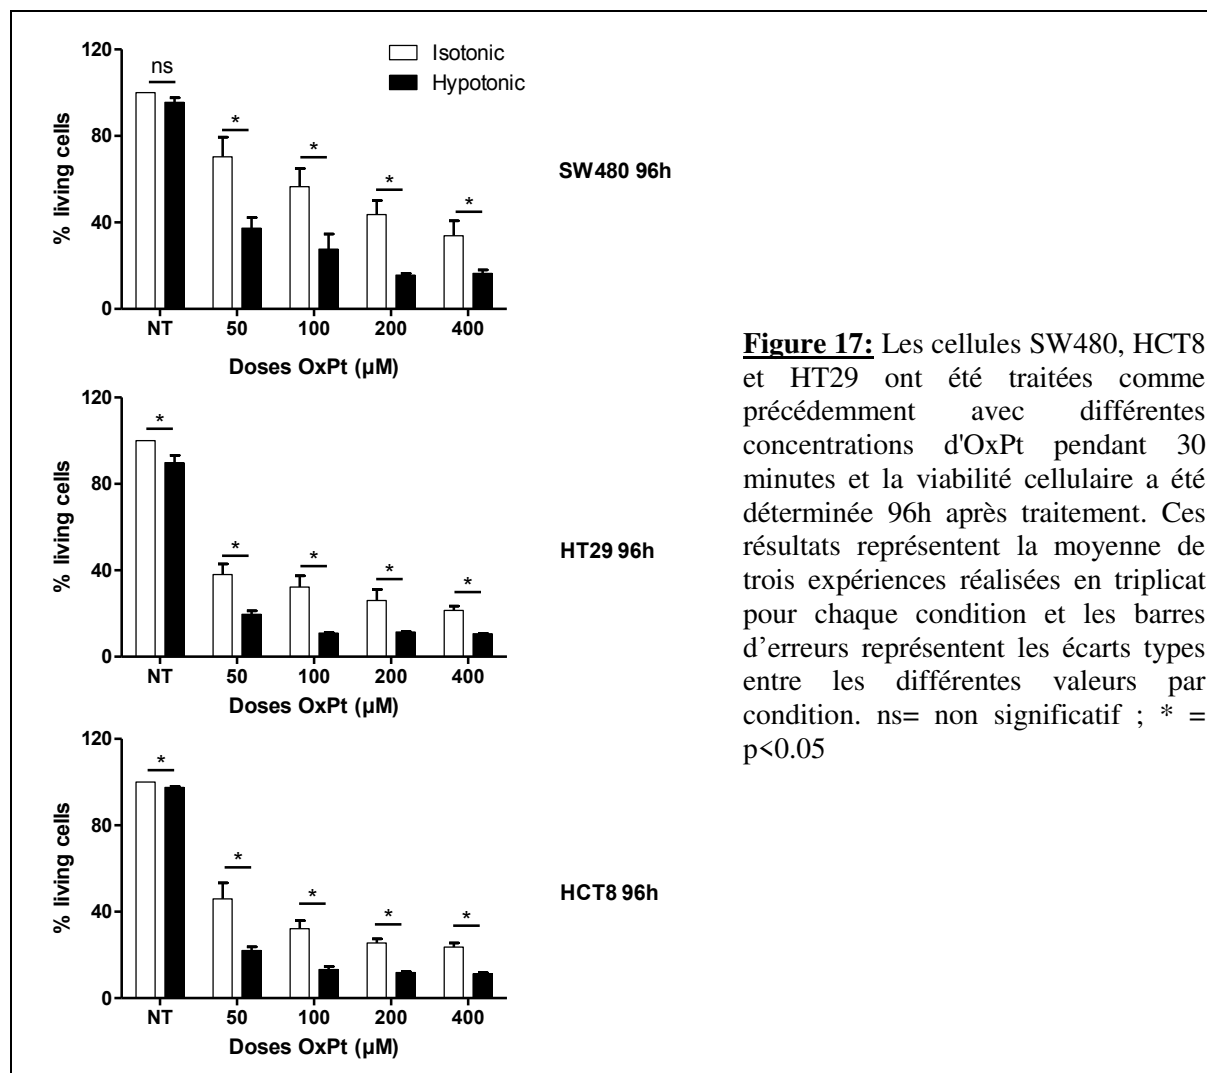 120
80
40
0
% living cells
ns
*
*
*
*
Isotonic
Hypotonic
NT 50 100 200 400
Doses OxPt (µM)
SW480 96h
120
80
40
0
% living cells
*
*
*
*
*
NT 50 100 200 400
Doses OxPt (µM)
HT29 96h
120
80
40
0
% living cells
*
*
*
*
*
NT 50 100 200 400
Doses OxPt (µM)
HCT8 96h
Figure 17: Les cellules SW480, HCT8
et HT29 ont été traitées comme
précédemment avec différentes
concentrations d'OxPt pendant 30
minutes et la viabilité cellulaire a été
déterminée 96h après traitement. Ces
résultats représentent la moyenne de
trois expériences réalisées en triplicat
pour chaque condition et les barres
d’erreurs représentent les écarts types
entre les différentes valeurs par
condition. ns= non significatif ; * =
p<0.05